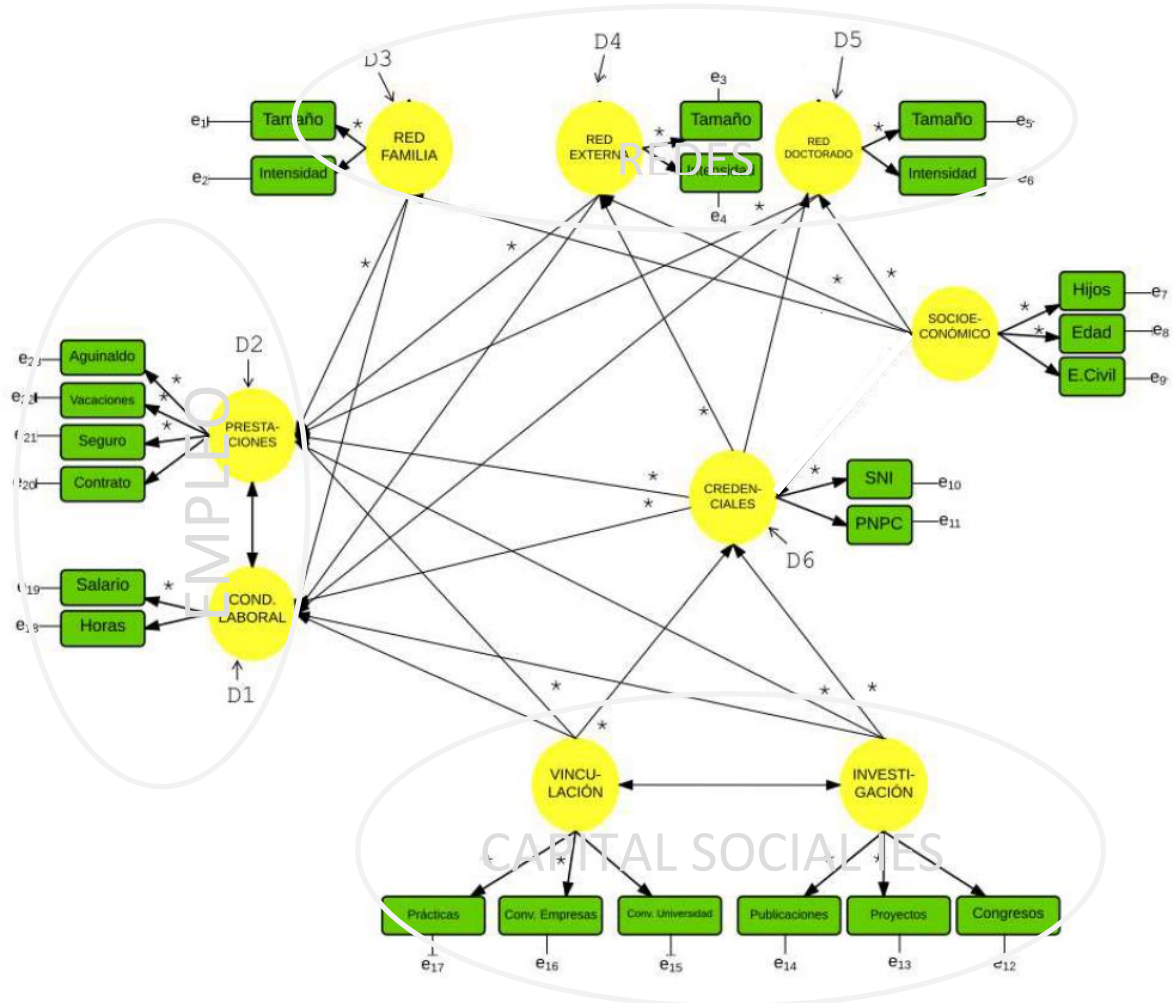 D3
D4
D5
e1
Tamaño
*
RED
FAMILIA
e2
Intensidad
RED
EXTERNA
*
e3
Tamaño
Intensidad
e4
REDES
RED
DOCTORADO
*
Tamaño
e5
Intensidad
e6
*
*
*
*
*
SOCIOE-
CONÓMICO
*
*
Hijos
e7
Edad
e8
E.Civil
e9
D2
Aguinaldo
*
Vacaciones
*
e21
Seguro
*
e20
Contrato
PRESTA-
CIONES
EMPLEO
*
*
*
CREDEN-
CIALES
*
SNI
e10
PNPC
e11
D6
e19
Salario
*
e18
Horas
COND.
LABORAL
D1
*
*
*
*
VINCU-
LACIÓN
INVESTI-
GACIÓN
CAPITAL SOCIAL IES
*
*
*
*
Prácticas
Conv. Empresas
Conv. Universidad
Publicaciones
Proyectos
Congresos
e17
e16
e15
e14
e13
e12